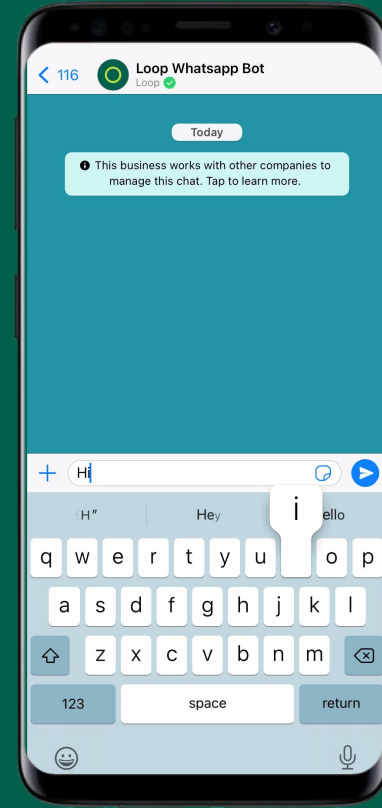 116
Loop Whatsapp Bot
Loop
Today
This business works with other companies to
manage this chat. Tap to learn more.
Hi
"H" Hey
i
ello
q w e r t y u o p
a s d f g h j k l
z x c v b n m
123 space return